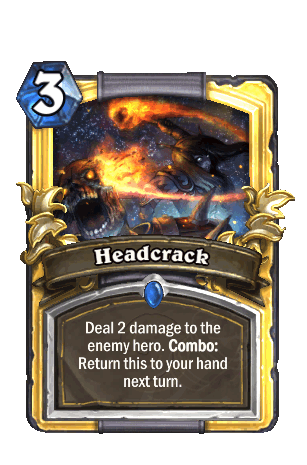 3
Headcrack
Deal 2 damage to the
enemy hero. Combo:
Return this to your hand
next turn.